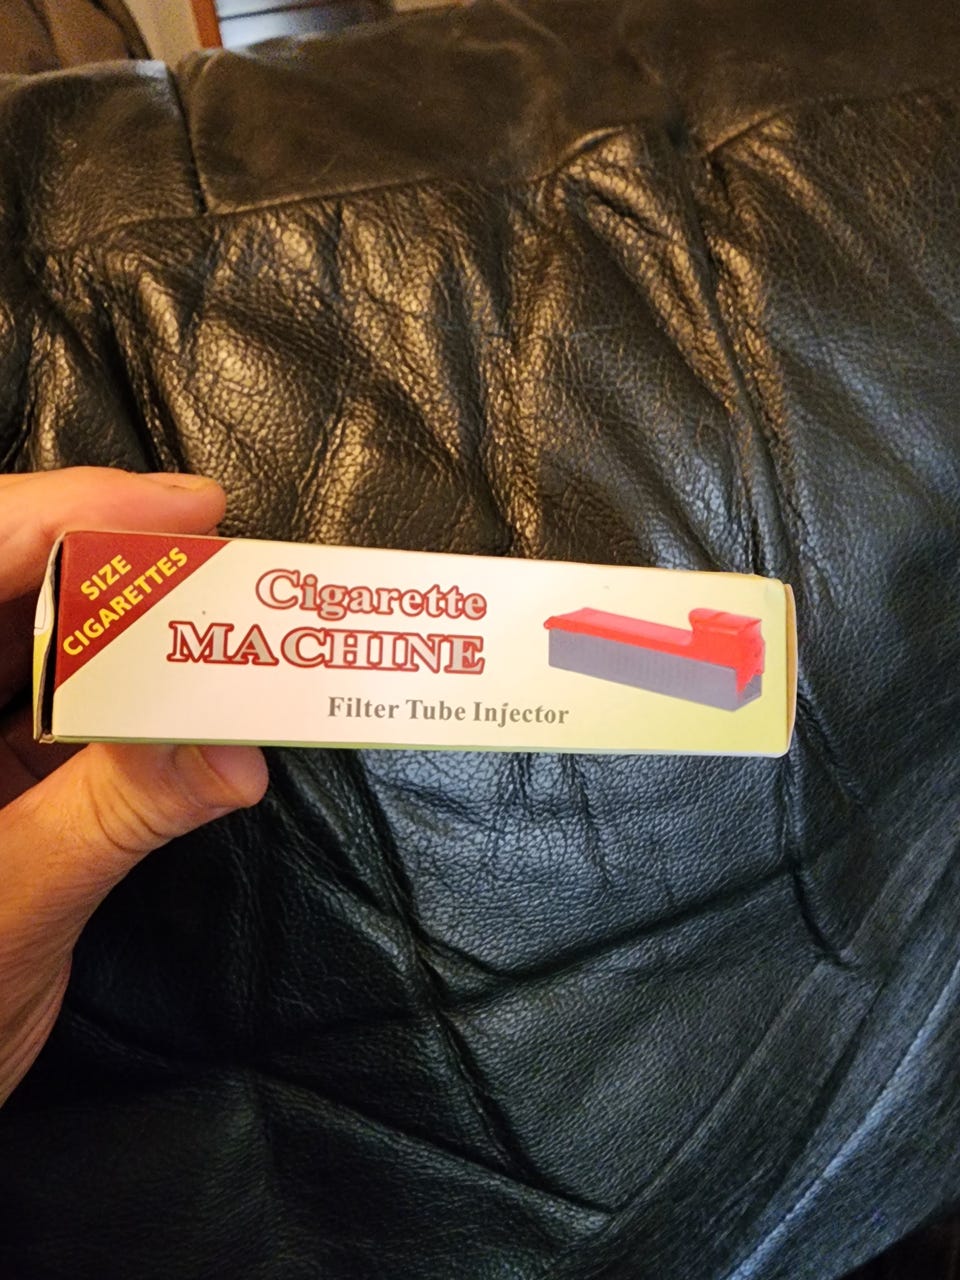 SIZE
CIGARETTES
Cigarette
MACHINE
Filter Tube Injector